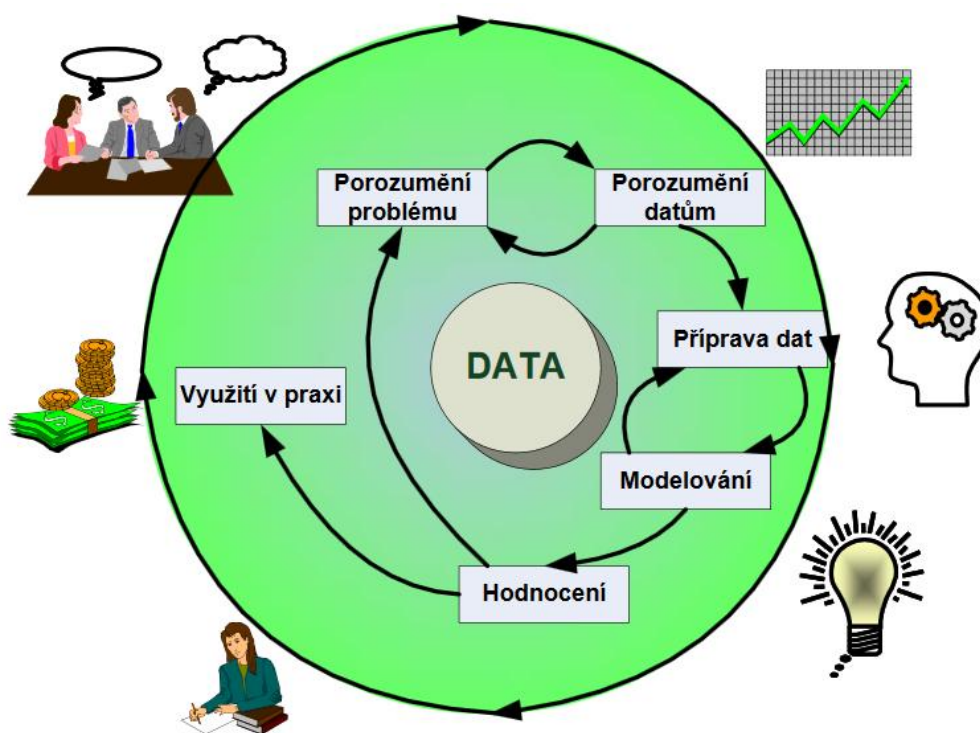 Porozumění
problému
Porozumění
datům
Příprava dat
DATA
Využití v praxi
Modelování
Hodnocení